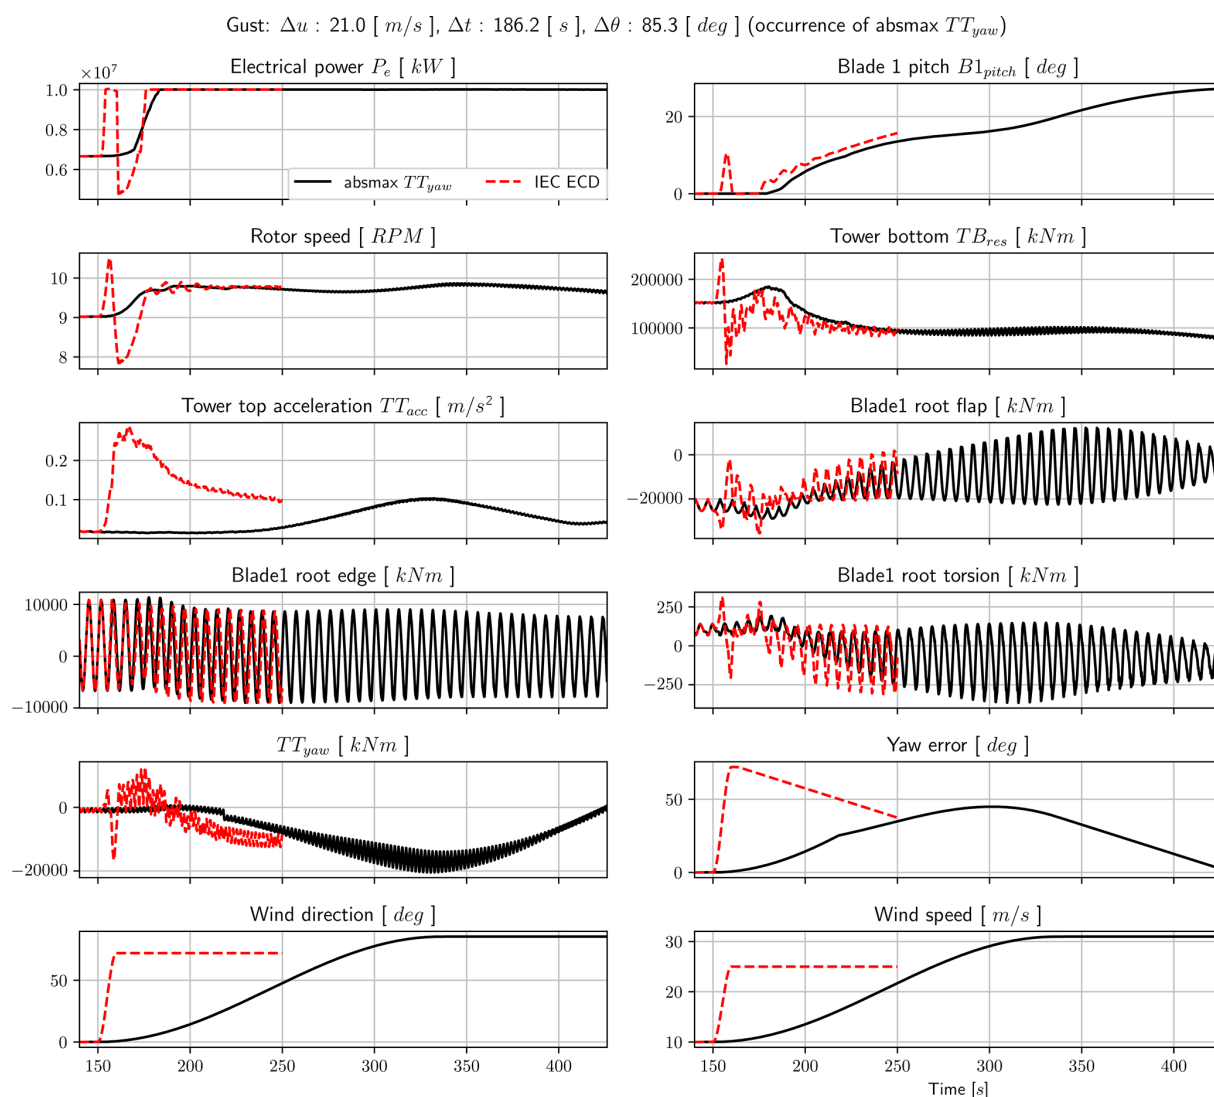 Gust: Δu : 21.0 [ m/s ], Δt : 186.2 [ s ], Δθ : 85.3 [ deg ] (occurrence of absmax TT_yaw)
Electrical power P_e [ kW ]
×10^7
1.0
0.8
0.6
absmax TT_yaw
IEC ECD
Blade 1 pitch B1_pitch [ deg ]
20
0
Rotor speed [ RPM ]
10
9
8
Tower bottom TB_res [ kNm ]
200000
100000
Tower top acceleration TT_acc [ m/s² ]
0.2
0.1
Blade1 root flap [ kNm ]
0
−20000
Blade1 root edge [ kNm ]
10000
0
−10000
Blade1 root torsion [ kNm ]
250
0
−250
TT_yaw [ kNm ]
0
−20000
Yaw error [ deg ]
50
0
Wind direction [ deg ]
50
0
150 200 250 300 350 400
Wind speed [ m/s ]
30
20
10
150 200 250 300 350 400
Time [s]